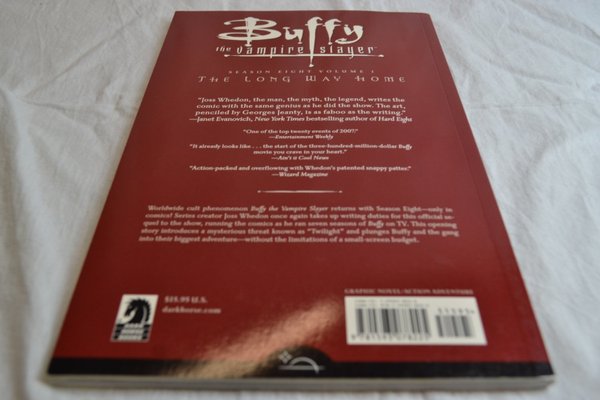 Buffy
the vampire slayer
SEASON EIGHT VOLUME 1
THE LONG WAY HOME
"Joss Whedon, the man, the myth, the legend, writes the
comic with the same genius as he did the show. The art,
penciled by Georges Jeanty, is as faboo as the writing."
—Janet Evanovich, New York Times bestselling author of Hard Eight
"One of the top twenty events of 2007."
—Entertainment Weekly
"It already looks like . . . the start of the three-hundred-million-dollar Buffy
movie you crave in your heart."
—Ain't it Cool News
"Action-packed and overflowing with Whedon's patented snappy patter."
—Wizard Magazine
Worldwide cult phenomenon Buffy the Vampire Slayer returns with Season Eight—only in
comics! Series creator Joss Whedon once again takes up writing duties for this official se-
quel to the show, running the comics as he ran seven seasons of Buffy on TV. This opening
story introduces a mysterious threat known as "Twilight" and plunges Buffy and the gang
into their biggest adventure—without the limitations of a small-screen budget.
GRAPHIC NOVEL/ACTION ADVENTURE
$15.95 U.S.
darkhorse.com
DARK
HORSE
BOOKS
51595
9 781593 078225